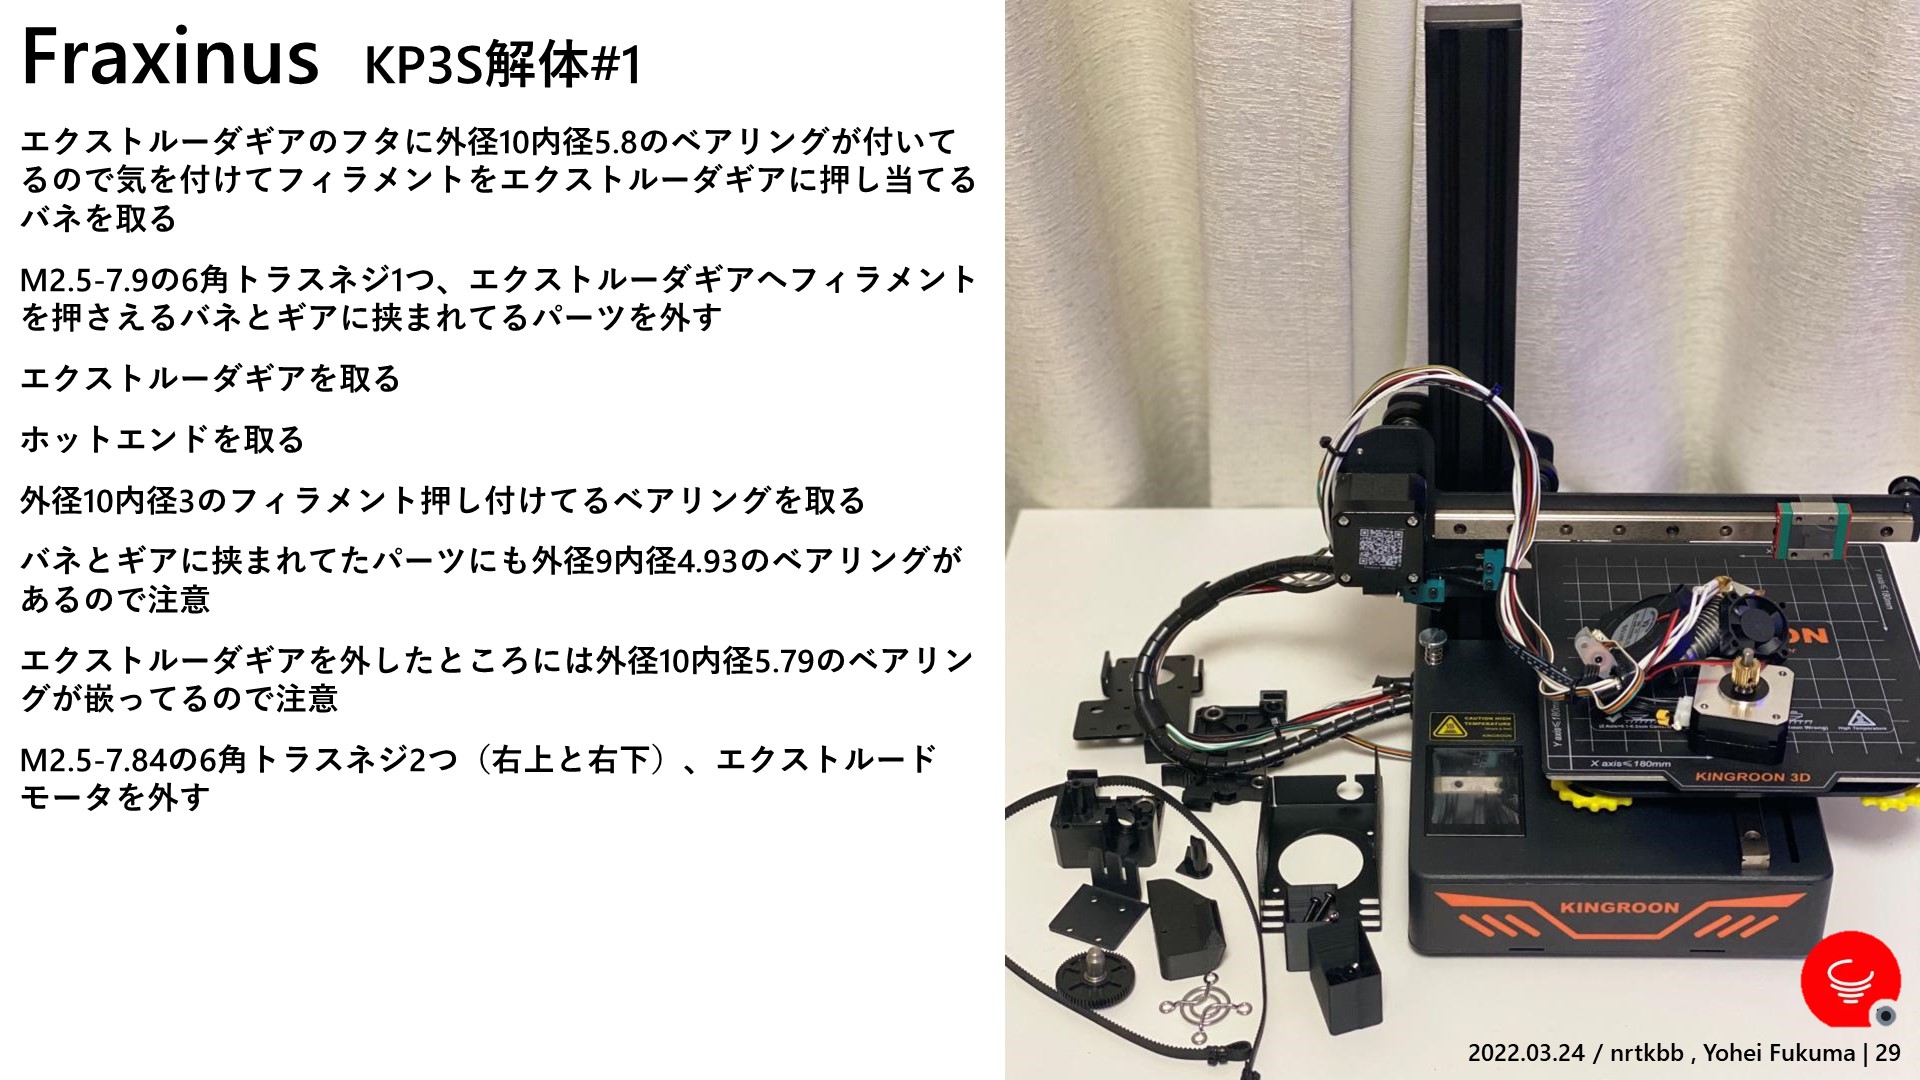 Fraxinus KP3S解体#1
エクストルーダギアのフタに外径10内径5.8のベアリングが付いて
るので気を付けてフィラメントをエクストルーダギアに押し当てる
バネを取る
M2.5-7.9の6角トラスネジ1つ、エクストルーダギアへフィラメント
を押さえるバネとギアに挟まれてるパーツを外す
エクストルーダギアを取る
ホットエンドを取る
外径10内径3のフィラメント押し付けてるベアリングを取る
バネとギアに挟まれてたパーツにも外径9内径4.93のベアリングが
あるので注意
エクストルーダギアを外したところには外径10内径5.79のベアリン
グが嵌ってるので注意
M2.5-7.84の6角トラスネジ2つ（右上と右下）、エクストルード
モータを外す
Y axis≤180mm
ON
CAUTION HIGH
TEMPERATURE
KINGROON
Y axis≤180mm
High Temperature
X axis≤180mm
KINGROON 3D
KINGROON
2022.03.24 / nrtkbb , Yohei Fukuma | 29